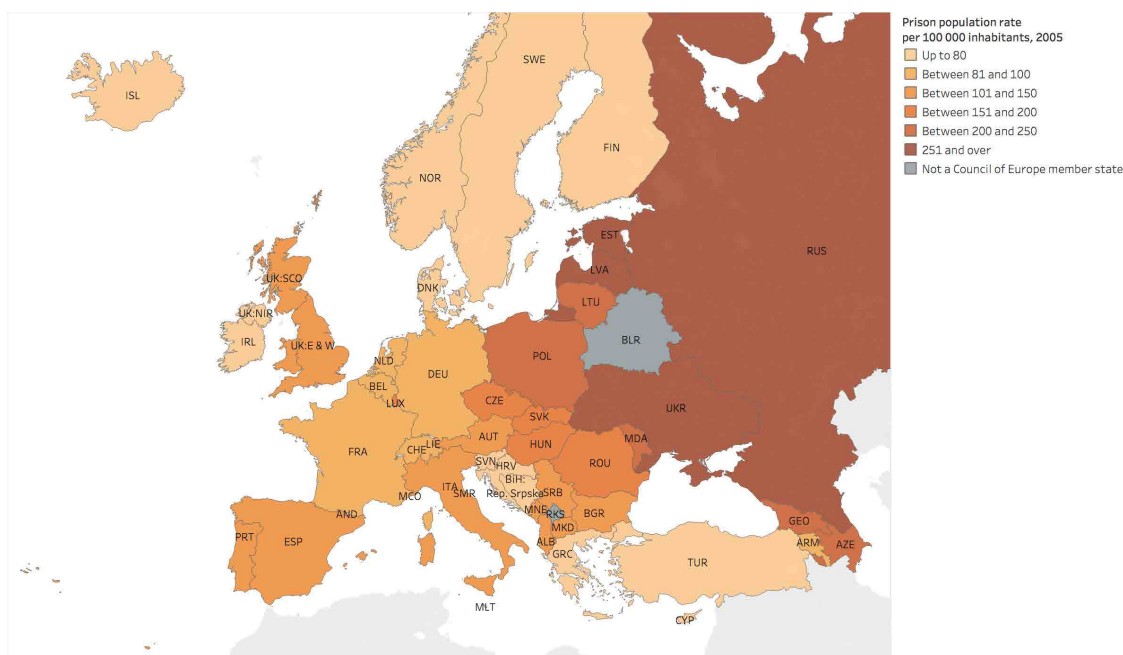 Prison population rate
per 100 000 inhabitants, 2005
Up to 80
Between 81 and 100
Between 101 and 150
Between 151 and 200
Between 200 and 250
251 and over
Not a Council of Europe member state
ISL
SWE
FIN
NOR
RUS
EST
LVA
UK:SCO
DNK
LTU
UK:NIR
IRL
BLR
UK:E & W
POL
NLD
DEU
BEL
LUX
CZE
UKR
SVK
AUT
MDA
HUN
FRA
CHE
LIE
ROU
SVN
HRV
BiH:
Rep. Srpska
ITA
SMR
SRB
MCO
MNE
RKS
BGR
AND
MKD
GEO
PRT
ESP
ALB
ARM
AZE
GRC
TUR
MLT
CYP